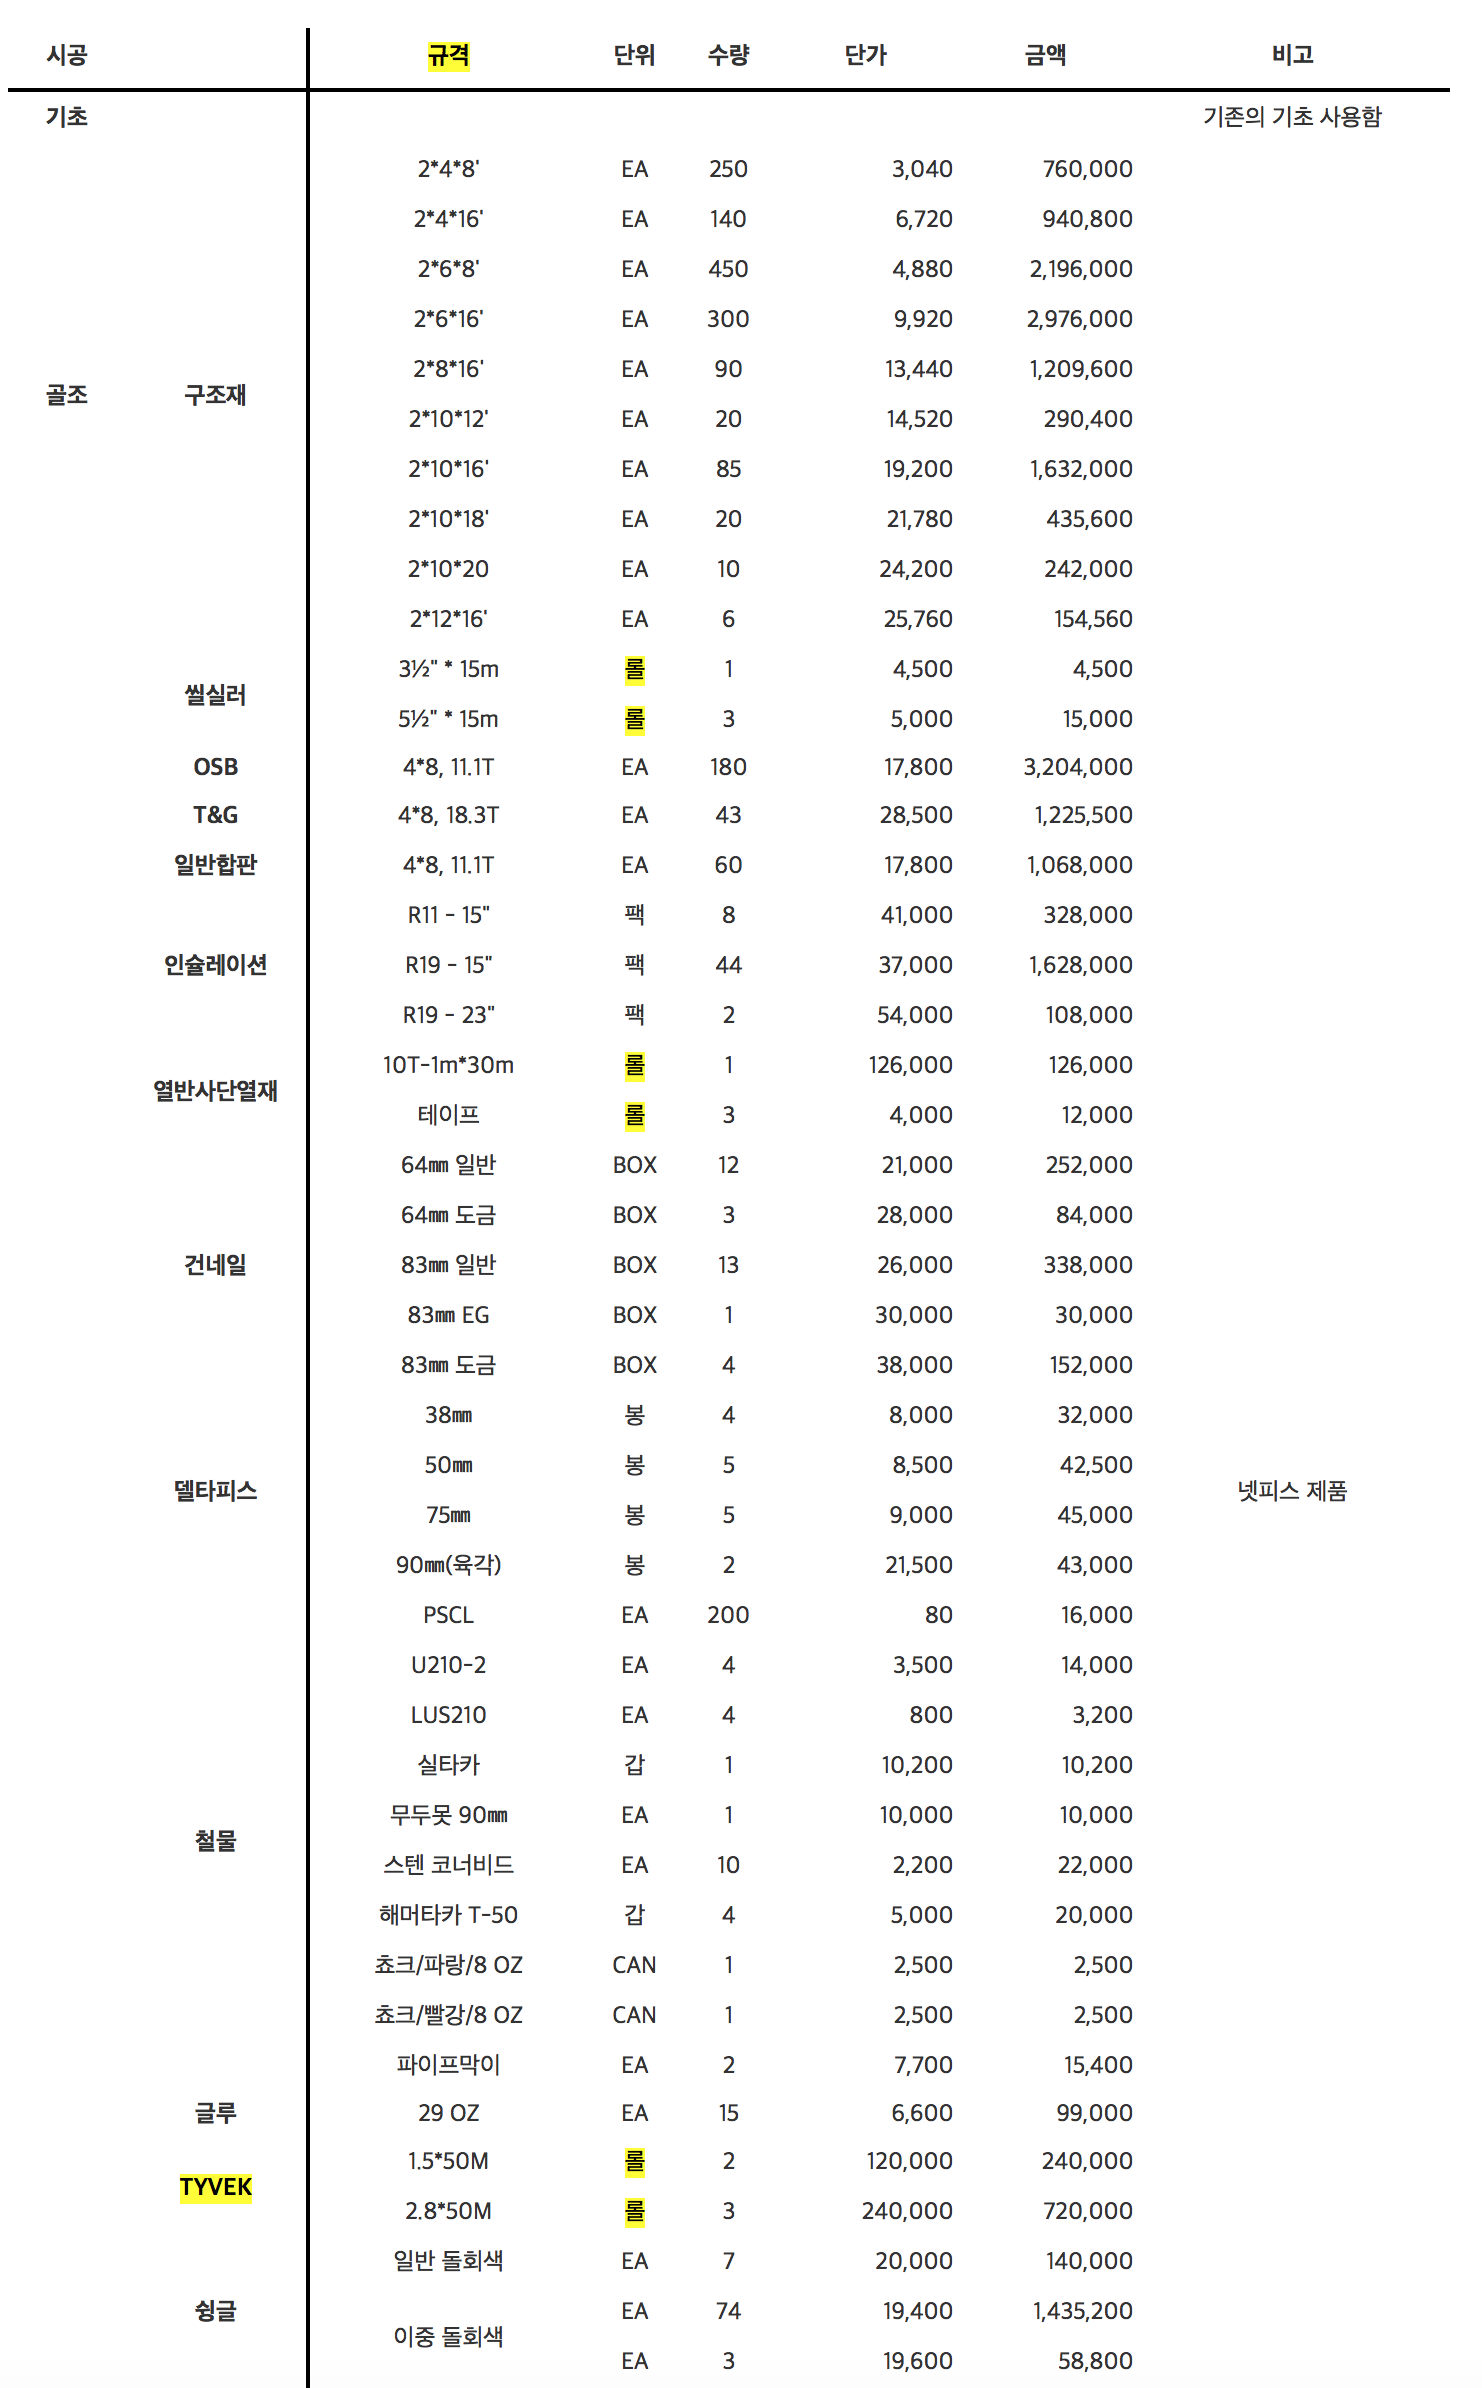 시공 규격 단위 수량 단가 금액 비고
기초 기존의 기초 사용함
2*4*8' EA 250 3,040 760,000
2*4*16' EA 140 6,720 940,800
2*6*8' EA 450 4,880 2,196,000
2*6*16' EA 300 9,920 2,976,000
2*8*16' EA 90 13,440 1,209,600
골조 구조재
2*10*12' EA 20 14,520 290,400
2*10*16' EA 85 19,200 1,632,000
2*10*18' EA 20 21,780 435,600
2*10*20 EA 10 24,200 242,000
2*12*16' EA 6 25,760 154,560
3½" * 15m 롤 1 4,500 4,500
씰실러
5½" * 15m 롤 3 5,000 15,000
OSB 4*8, 11.1T EA 180 17,800 3,204,000
T&G 4*8, 18.3T EA 43 28,500 1,225,500
일반합판 4*8, 11.1T EA 60 17,800 1,068,000
R11 - 15" 팩 8 41,000 328,000
인슐레이션 R19 - 15" 팩 44 37,000 1,628,000
R19 - 23" 팩 2 54,000 108,000
10T-1m*30m 롤 1 126,000 126,000
열반사단열재
테이프 롤 3 4,000 12,000
64㎜ 일반 BOX 12 21,000 252,000
64㎜ 도금 BOX 3 28,000 84,000
건네일 83㎜ 일반 BOX 13 26,000 338,000
83㎜ EG BOX 1 30,000 30,000
83㎜ 도금 BOX 4 38,000 152,000
38㎜ 봉 4 8,000 32,000
50㎜ 봉 5 8,500 42,500
델타피스 넷피스 제품
75㎜ 봉 5 9,000 45,000
90㎜(육각) 봉 2 21,500 43,000
PSCL EA 200 80 16,000
U210-2 EA 4 3,500 14,000
LUS210 EA 4 800 3,200
실타카 갑 1 10,200 10,200
무두못 90㎜ EA 1 10,000 10,000
철물
스텐 코너비드 EA 10 2,200 22,000
해머타카 T-50 갑 4 5,000 20,000
쵸크/파랑/8 OZ CAN 1 2,500 2,500
쵸크/빨강/8 OZ CAN 1 2,500 2,500
파이프막이 EA 2 7,700 15,400
글루 29 OZ EA 15 6,600 99,000
1.5*50M 롤 2 120,000 240,000
TYVEK
2.8*50M 롤 3 240,000 720,000
일반 돌회색 EA 7 20,000 140,000
슁글 EA 74 19,400 1,435,200
이중 돌회색
EA 3 19,600 58,800